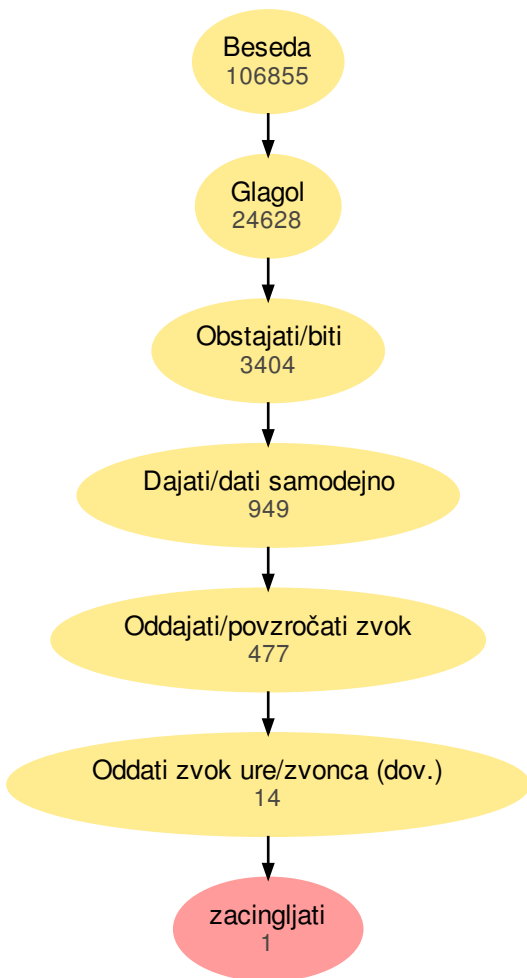 Beseda
106855
Glagol
24628
Obstajati/biti
3404
Dajati/dati samodejno
949
Oddajati/povzročati zvok
477
Oddati zvok ure/zvonca (dov.)
14
zacingljati
1